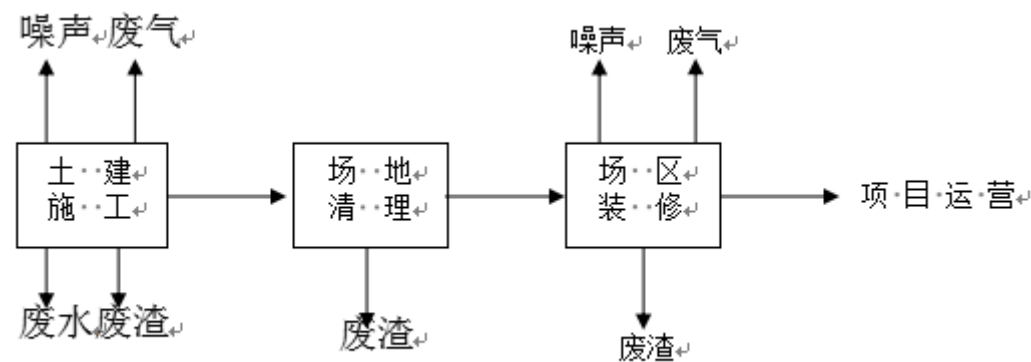 噪声 废气
噪声 废气
土 建
施 工
场 地
清 理
场 区
装 修
项目运营
废水 废渣
废渣
废渣